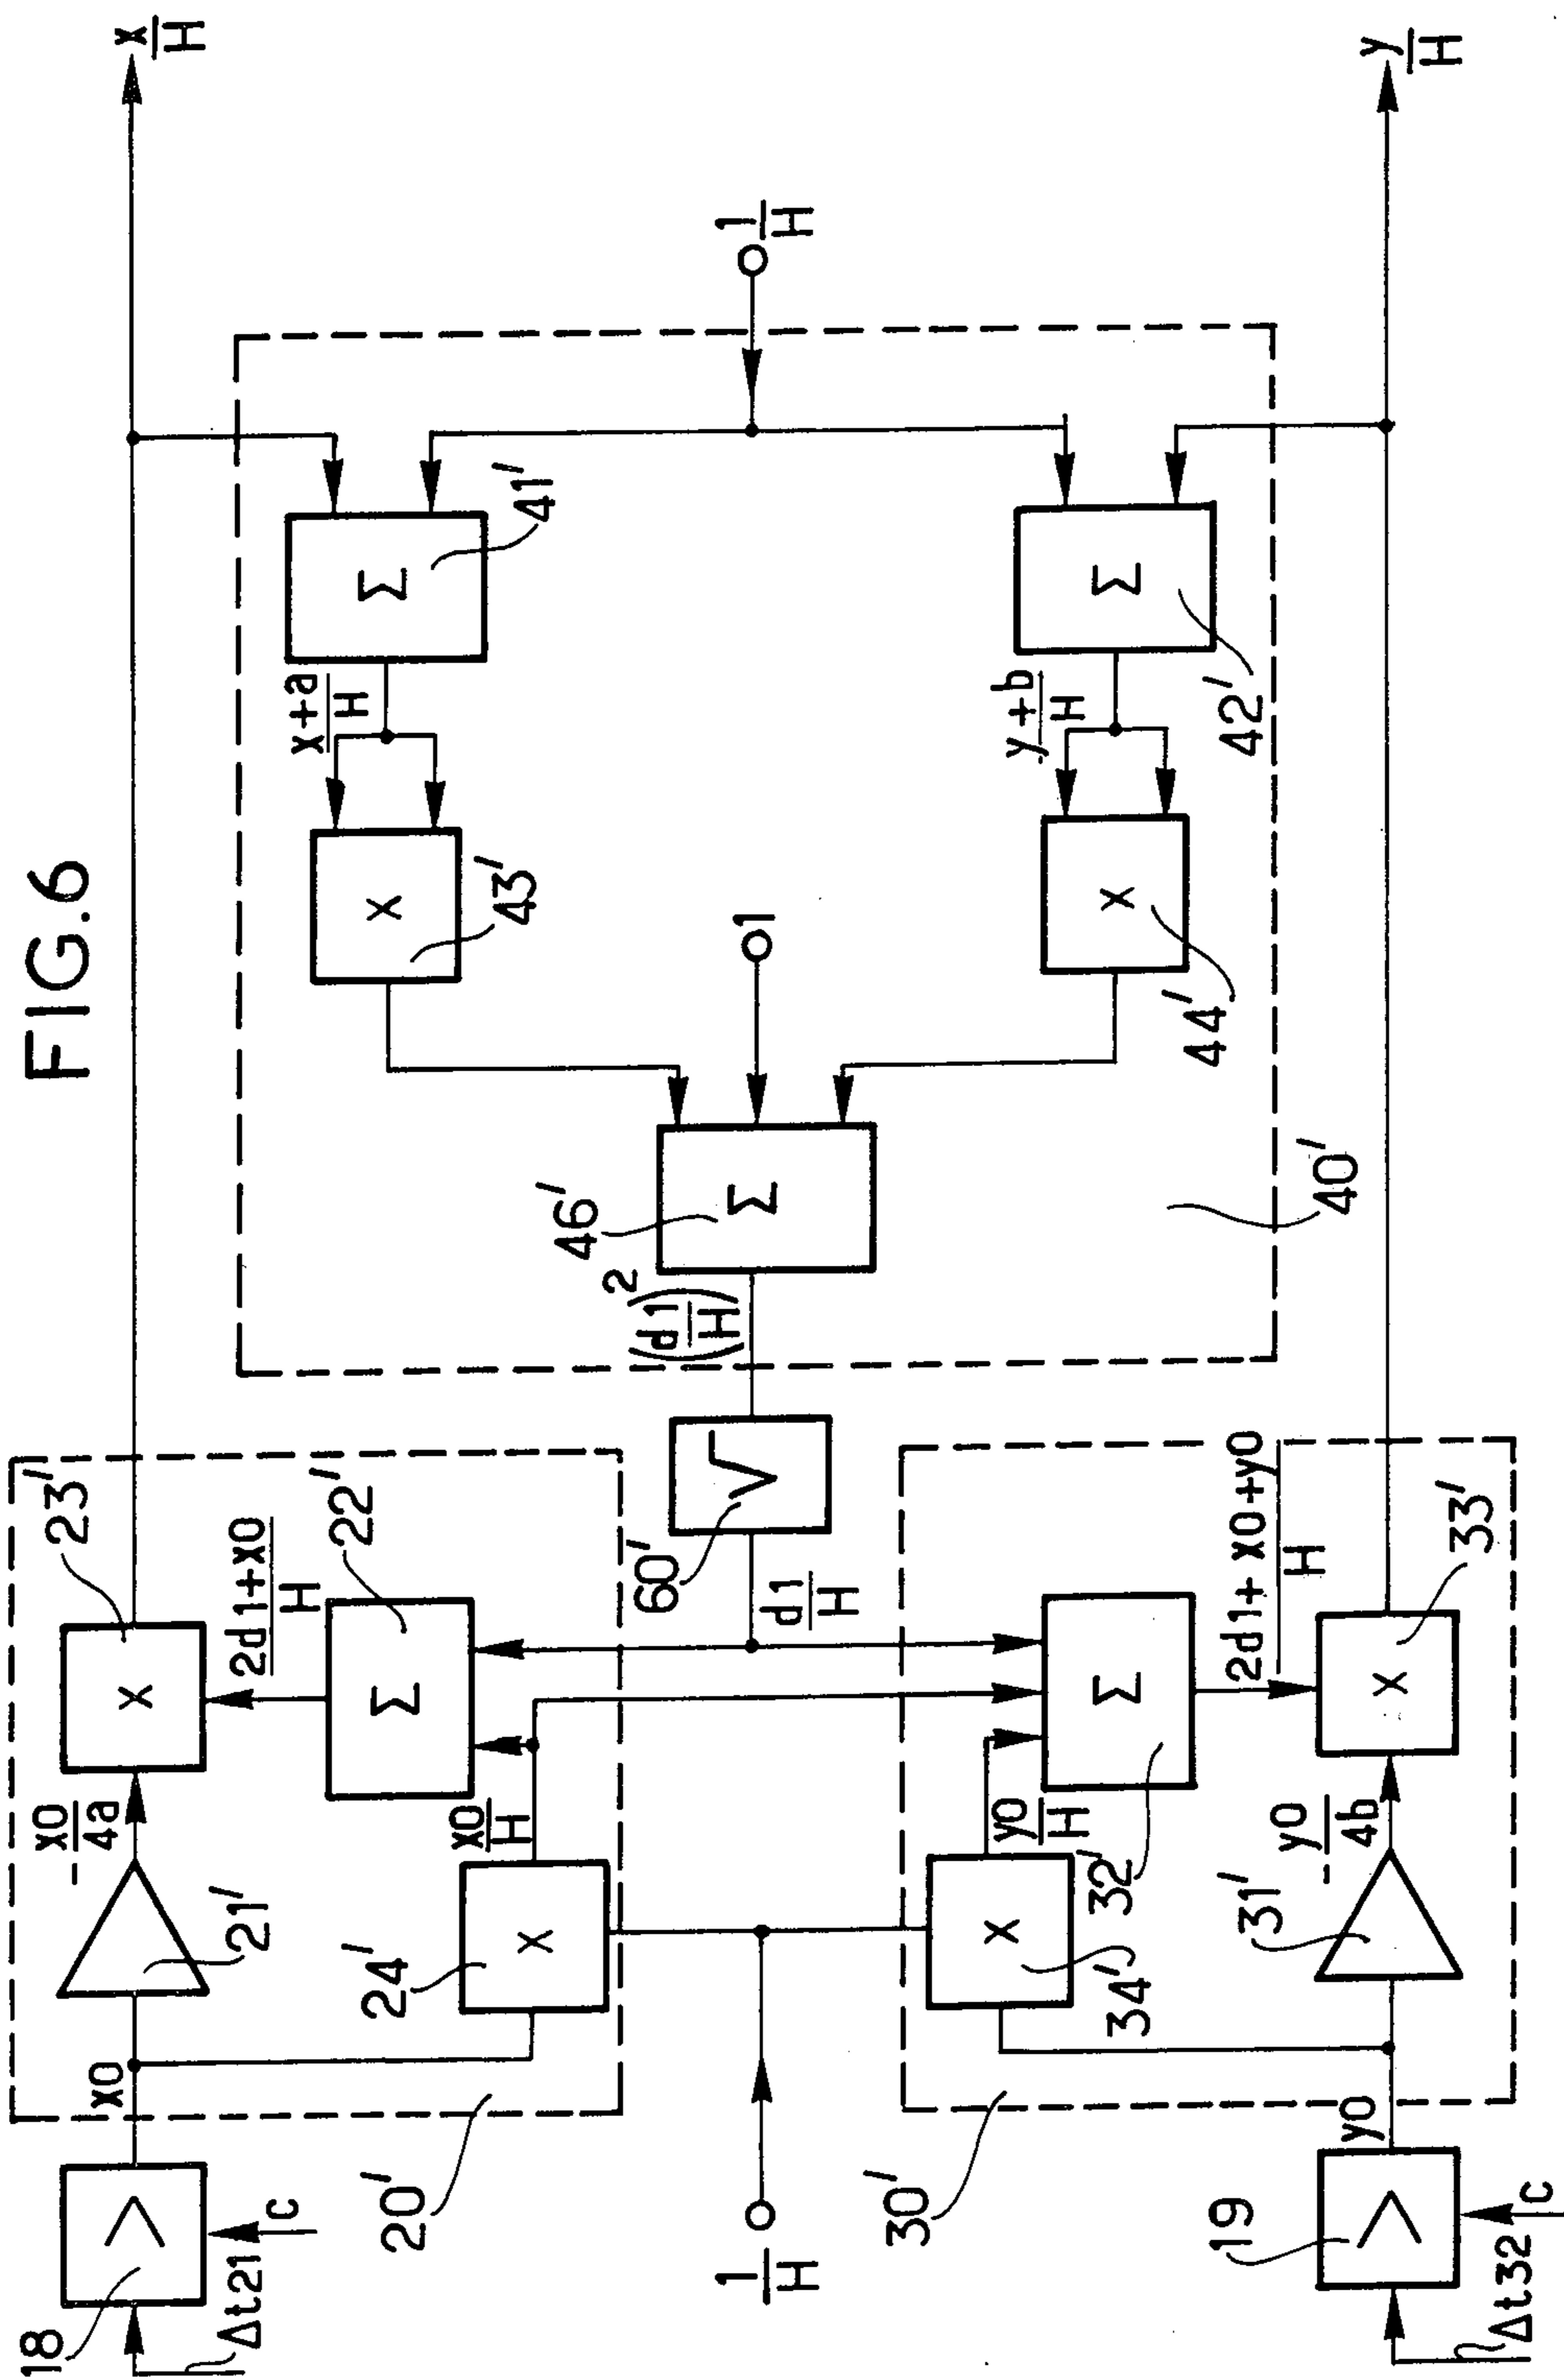 FIG.6
18
Δt21
C
x0
20'
21'
-x0/4a
24'
x0/H
X
Σ
22'
2d1+x0/H
X
23'
x/H
1/H
60'
√
d1/H
(d1/H)²
46'
Σ
1
X
43'
x+a/H
Σ
41'
1/H
X
44'
y+b/H
Σ
42'
40'
19
Δt32
C
y0
30'
31'
-y0/4b
34'
X
y0/H
32'
Σ
2d1+x0+y0/H
X
33'
y/H